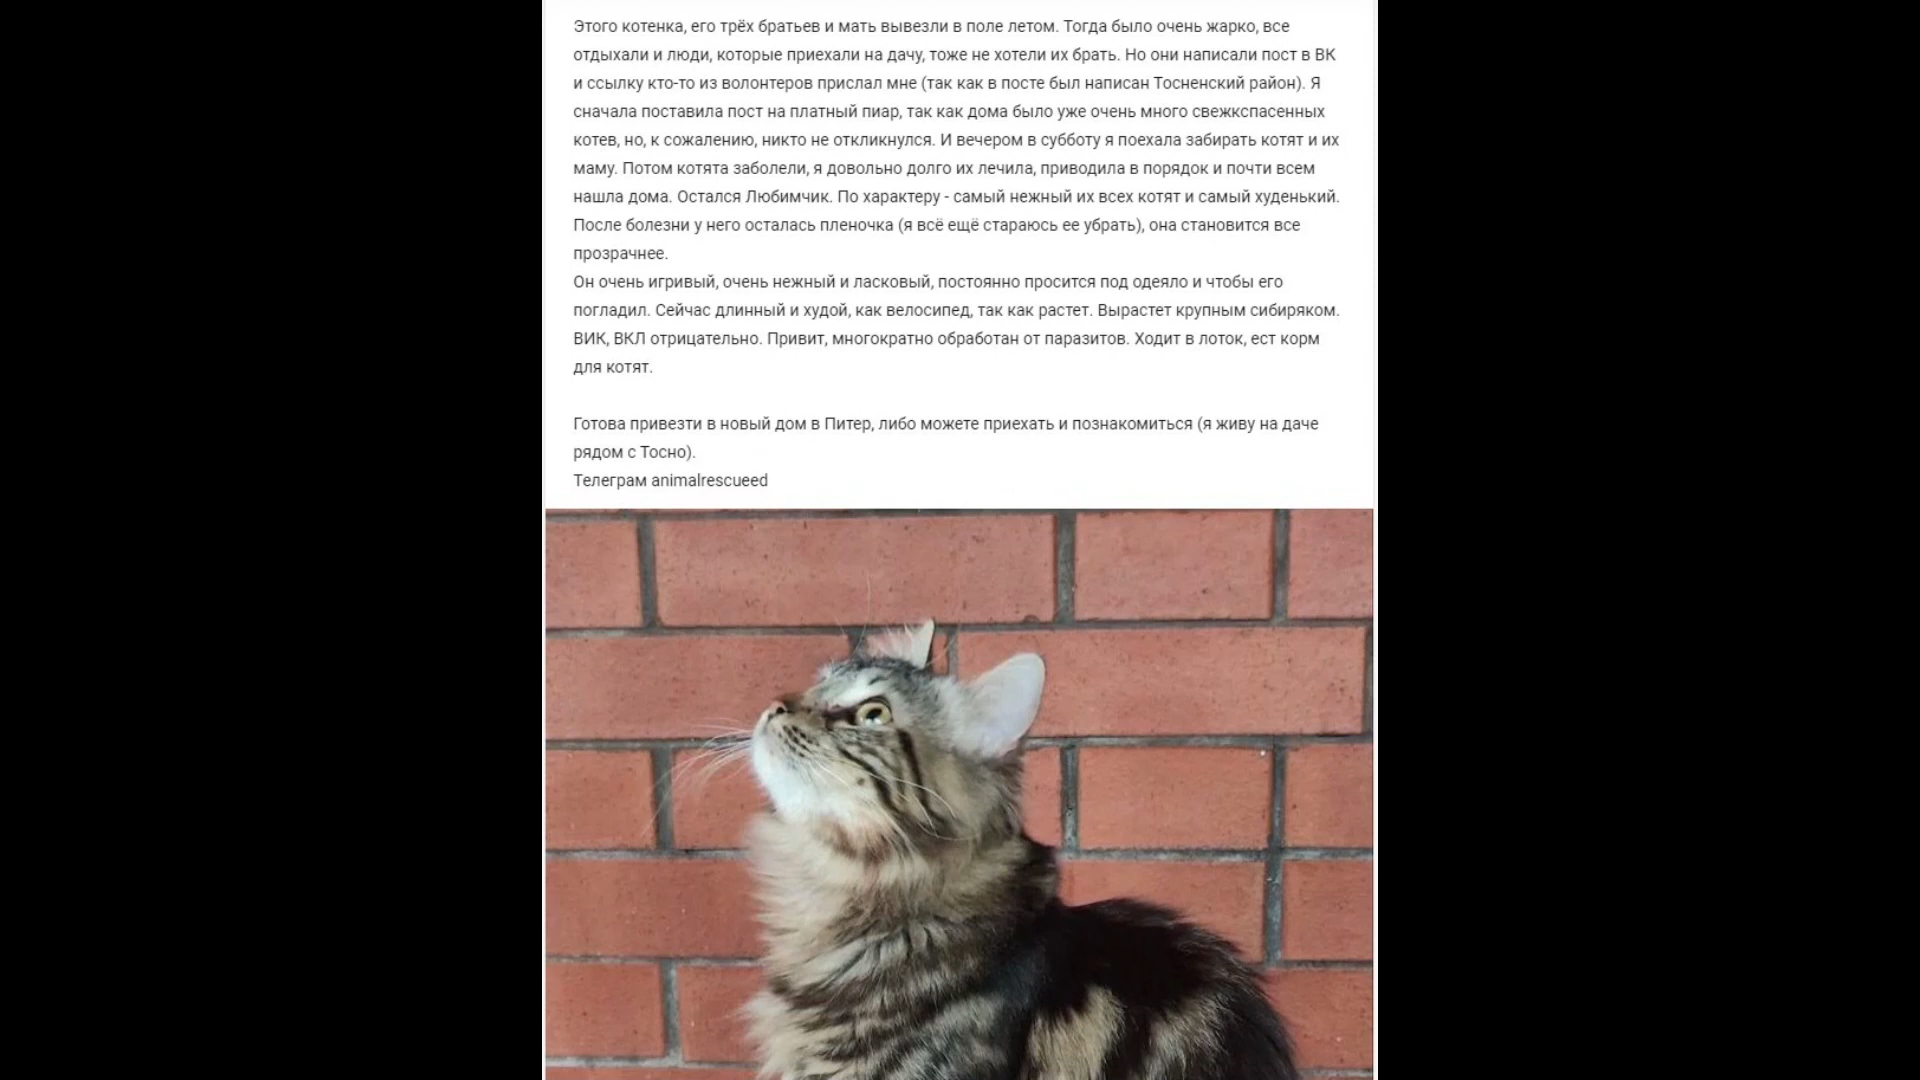 Этого котенка, его трёх братьев и мать вывезли в поле летом. Тогда было очень жарко, все
отдыхали и люди, которые приехали на дачу, тоже не хотели их брать. Но они написали пост в ВК
и ссылку кто-то из волонтеров прислал мне (так как в посте был написан Тосненский район). Я
сначала поставила пост на платный пиар, так как дома было уже очень много свежкспасенных
котев, но, к сожалению, никто не откликнулся. И вечером в субботу я поехала забирать котят и их
маму. Потом котята заболели, я довольно долго их лечила, приводила в порядок и почти всем
нашла дома. Остался Любимчик. По характеру - самый нежный их всех котят и самый худенький.
После болезни у него осталась пленочка (я всё ещё стараюсь ее убрать), она становится все
прозрачнее.
Он очень игривый, очень нежный и ласковый, постоянно просится под одеяло и чтобы его
погладил. Сейчас длинный и худой, как велосипед, так как растет. Вырастет крупным сибиряком.
ВИК, ВКЛ отрицательно. Привит, многократно обработан от паразитов. Ходит в лоток, ест корм
для котят.
Готова привезти в новый дом в Питер, либо можете приехать и познакомиться (я живу на даче
рядом с Тосно).
Телеграм animalrescueed